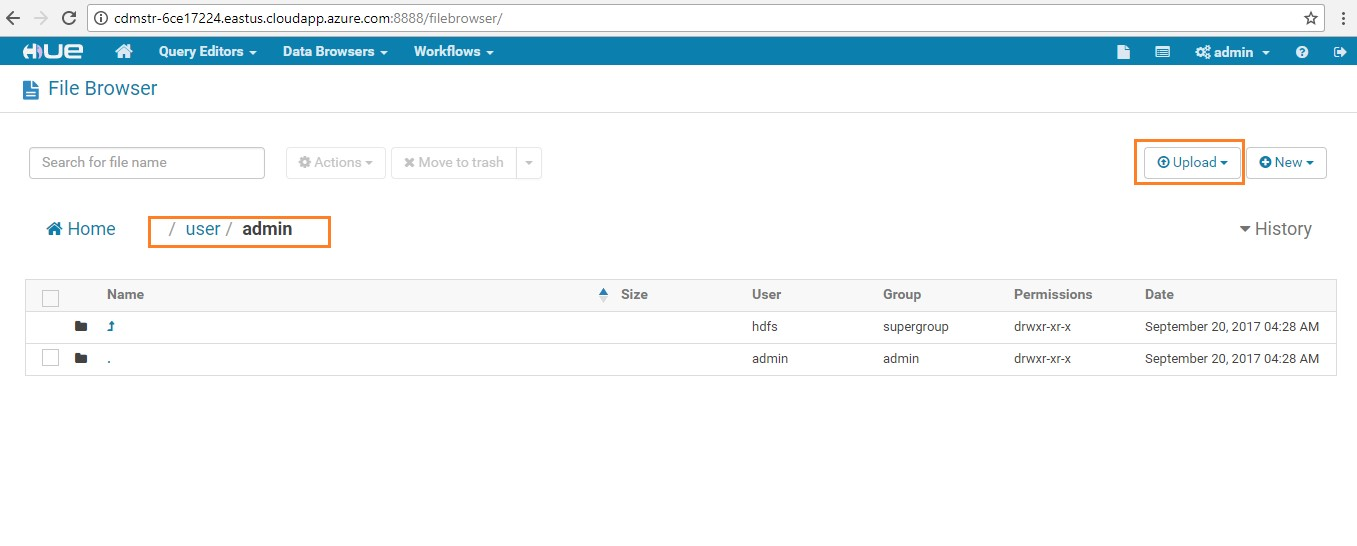 cdmstr-6ce17224.eastus.cloudapp.azure.com:8888/filebrowser/
HUE Query Editors Data Browsers Workflows admin
File Browser
Search for file name Actions Move to trash Upload New
Home / user / admin History
Name Size User Group Permissions Date
hdfs supergroup drwxr-xr-x September 20, 2017 04:28 AM
. admin admin drwxr-xr-x September 20, 2017 04:28 AM